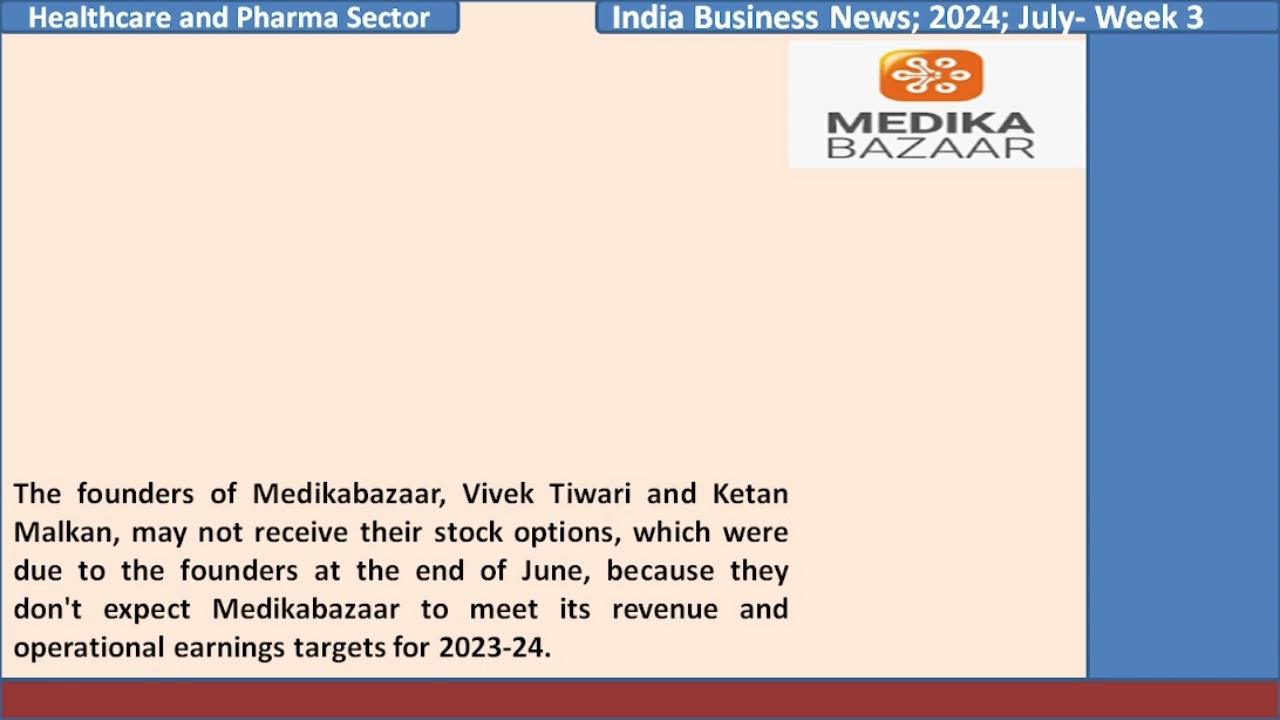 Healthcare and Pharma Sector
India Business News; 2024; July- Week 3
MEDIKA
BAZAAR
The founders of Medikabazaar, Vivek Tiwari and Ketan
Malkan, may not receive their stock options, which were
due to the founders at the end of June, because they
don't expect Medikabazaar to meet its revenue and
operational earnings targets for 2023-24.